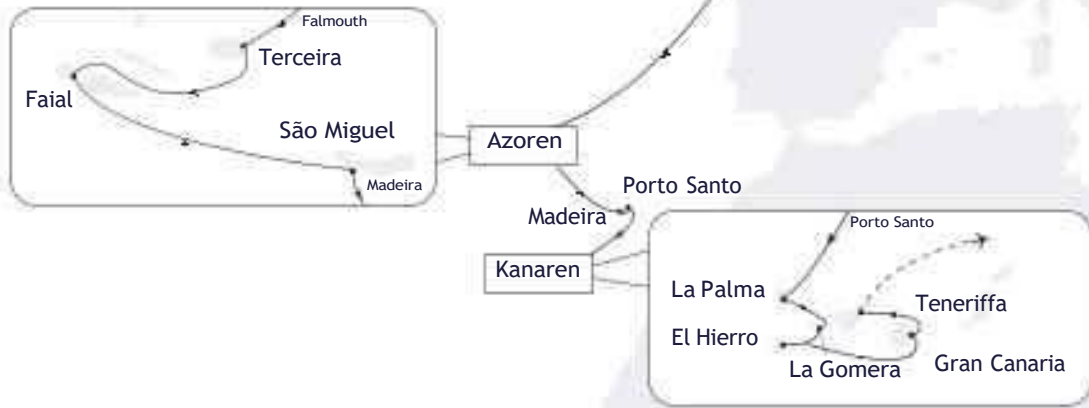 Falmouth
Terceira
Faial
São Miguel
Madeira
Azoren
Porto Santo
Madeira
Kanaren
Porto Santo
La Palma
Teneriffa
El Hierro
La Gomera
Gran Canaria